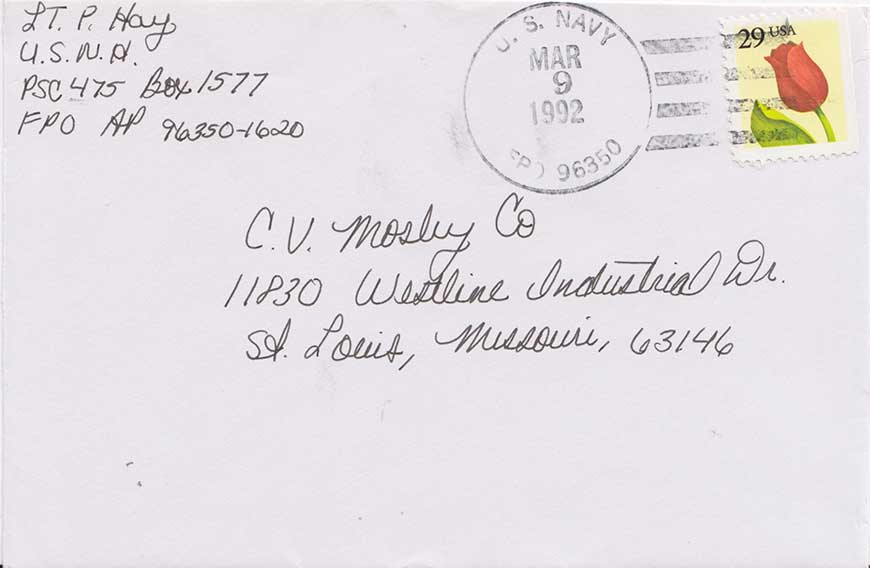 LT. P. Hay
U.S.N.H.
PSC 475 Box 1577
FPO AP 96350-1620
U. S. NAVY
MAR
9
1992
FPO 96350
29 USA
C. V. Mosby Co
11830 Westline Industrial Dr.
St. Louis, Missouri, 63146